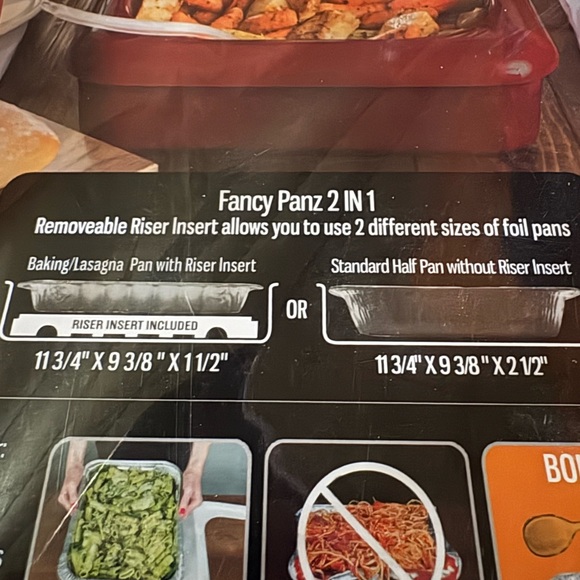 Fancy Panz 2 IN 1
Removeable Riser Insert allows you to use 2 different sizes of foil pans
Baking/Lasagna Pan with Riser Insert
RISER INSERT INCLUDED
11 3/4" X 9 3/8 " X 1 1/2"
OR
Standard Half Pan without Riser Insert
11 3/4" X 9 3/8 " X 2 1/2"